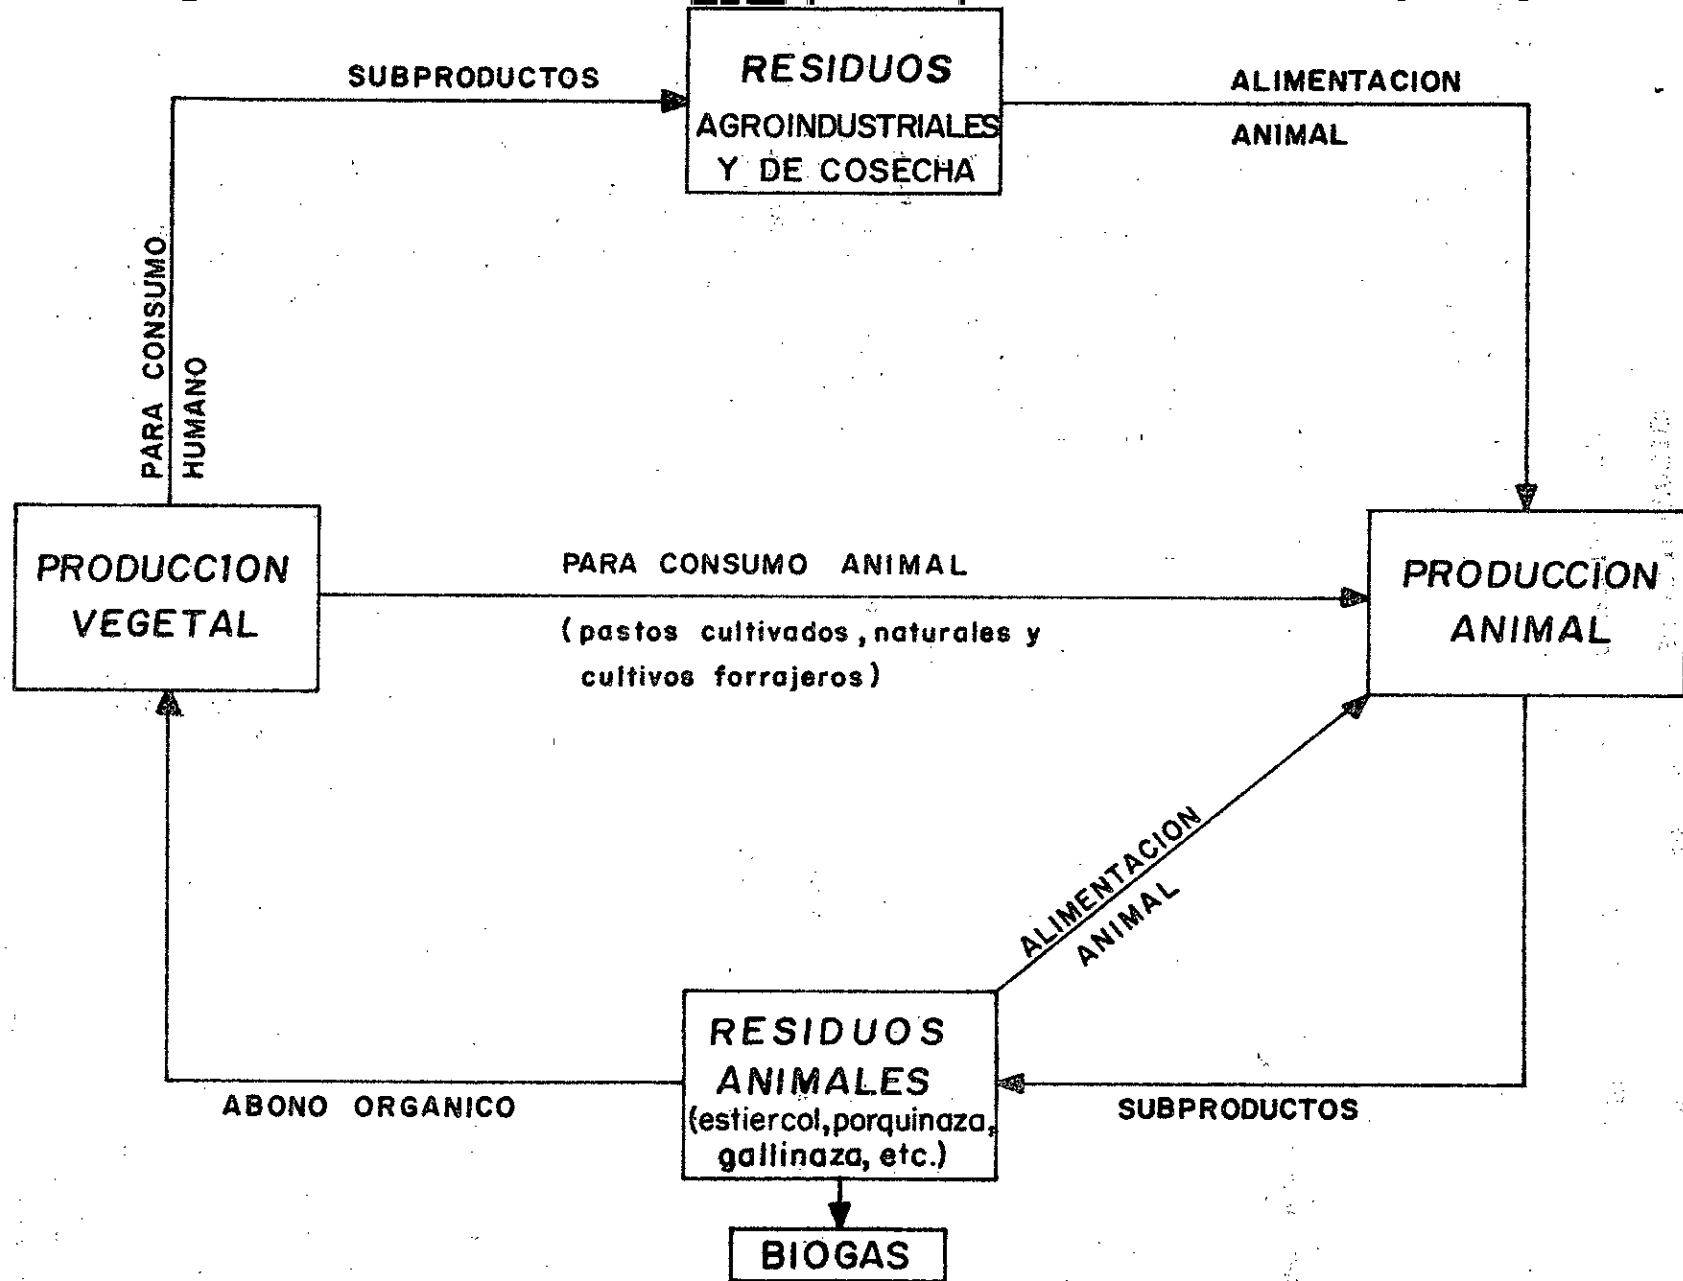 RESIDUOS
AGROINDUSTRIALES
Y DE COSECHA
SUBPRODUCTOS
ALIMENTACION
ANIMAL
PARA CONSUMO
HUMANO
PRODUCCION
VEGETAL
PARA CONSUMO ANIMAL
(pastos cultivados, naturales y
cultivos forrajeros)
PRODUCCION
ANIMAL
ALIMENTACION
ANIMAL
RESIDUOS
ANIMALES
(estiercol, porquinaza,
gallinaza, etc.)
ABONO ORGANICO
SUBPRODUCTOS
BIOGAS